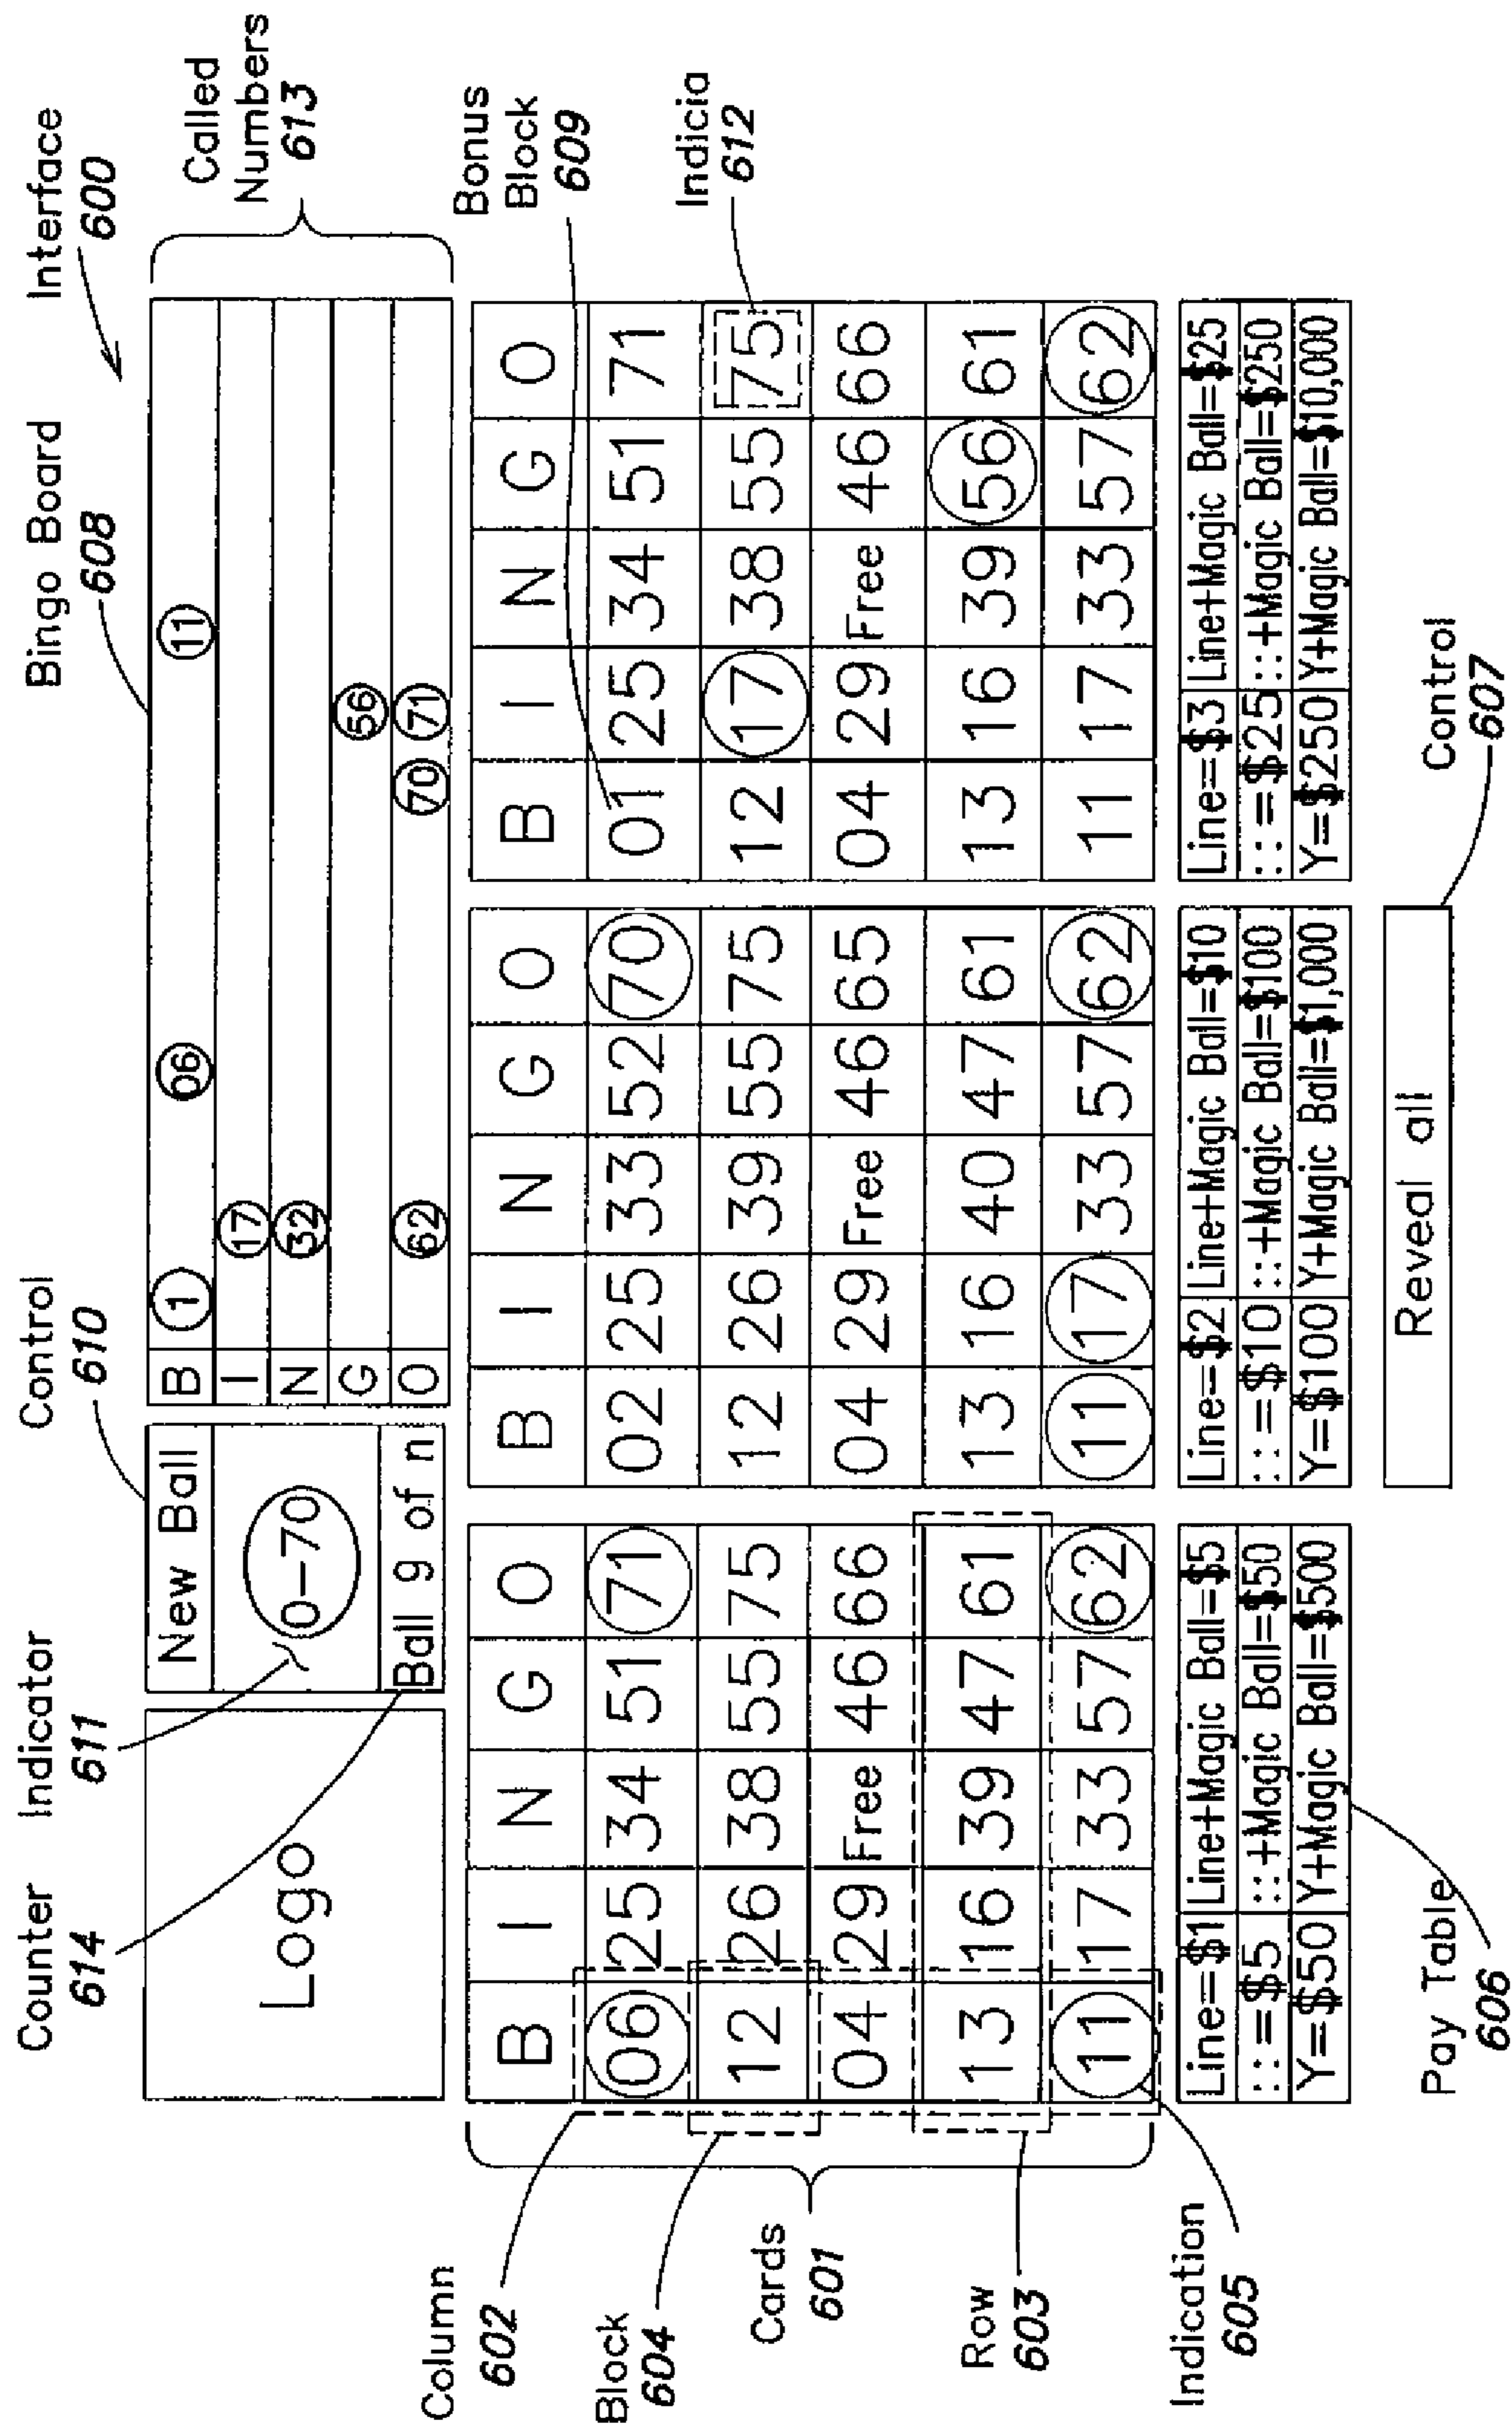 Counter 614
Indicator 611
Control 610
Bingo Board 608
Interface 600
Logo
New Ball
O-70
Ball 9 of n
B 1 06 11
I 17
N 32
G 56
O 62 70 71
Called Numbers 613
Column 602
Block 604
Cards 601
Row 603
Indication 605
B I N G O
06 25 34 51 71
12 26 38 55 75
04 29 Free 46 66
13 16 39 47 61
11 17 33 57 62
B I N G O
02 25 33 52 70
12 26 39 55 75
04 29 Free 46 65
13 16 40 47 61
11 17 33 57 62
B I N G O
01 25 34 51 71
12 17 38 55 75
04 29 Free 46 66
13 16 39 56 61
11 17 33 57 62
Bonus Block 609
Indicia 612
Line=$1 Line+Magic Ball=$5
::=$5 ::+Magic Ball=$50
Y=$50 Y+Magic Ball=$500
Line=$2 Line+Magic Ball=$10
::=$10 ::+Magic Ball=$100
Y=$100 Y+Magic Ball=$1,000
Line=$3 Line+Magic Ball=$25
::=$25 ::+Magic Ball=$250
Y=$250 Y+Magic Ball=$10,000
Pay Table 606
Reveal all
Control 607